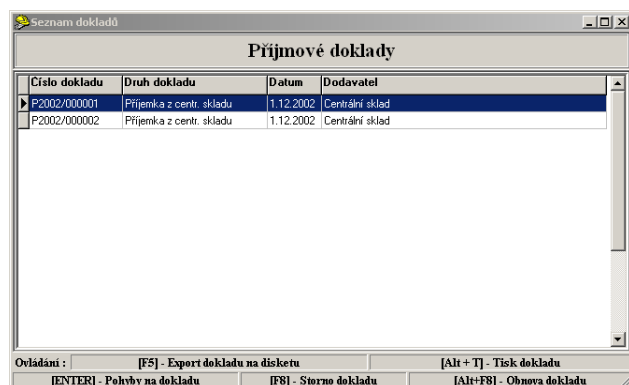 Seznam dokladů
Příjmové doklady
Číslo dokladu Druh dokladu Datum Dodavatel
P2002/000001 Příjemka z centr. skladu 1.12.2002 Centrální sklad
P2002/000002 Příjemka z centr. skladu 1.12.2002 Centrální sklad
Ovládání : [F5] - Export dokladu na disketu [Alt + T] - Tisk dokladu
[ENTER] - Pohyby na dokladu [F8] - Storno dokladu [Alt+F8] - Obnova dokladu